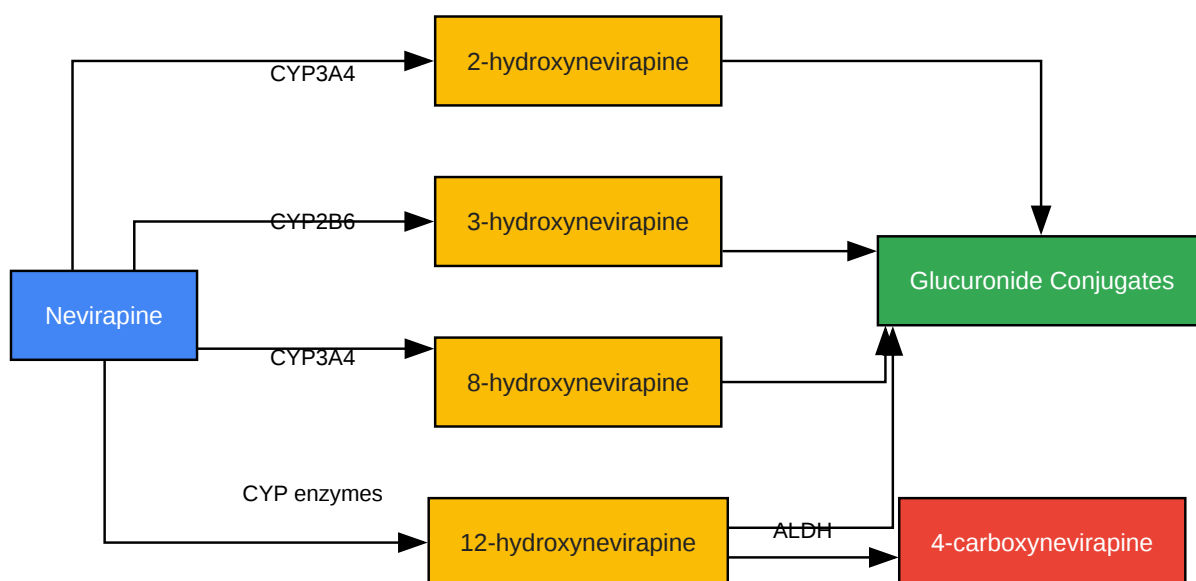 2-hydroxynevirapine
CYP3A4
3-hydroxynevirapine
CYP2B6
Glucuronide Conjugates
Nevirapine
CYP3A4
8-hydroxynevirapine
CYP enzymes
12-hydroxynevirapine
ALDH
4-carboxynevirapine